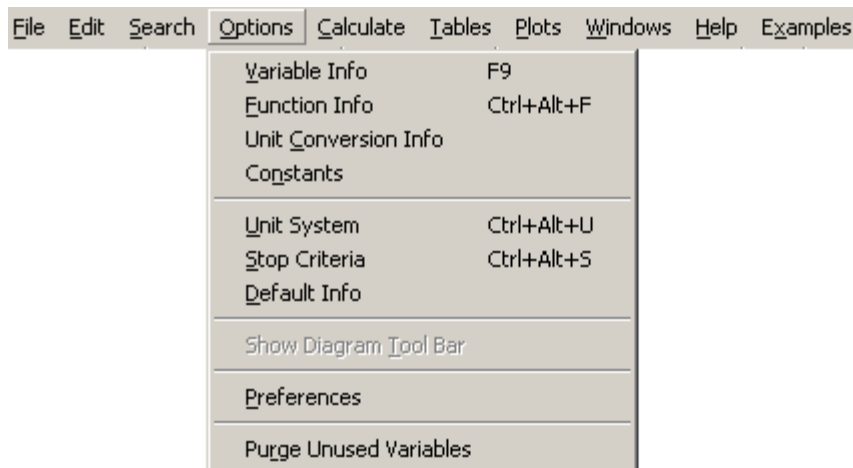 File Edit Search Options Calculate Tables Plots Windows Help Examples
Variable Info F9
Function Info Ctrl+Alt+F
Unit Conversion Info
Constants
Unit System Ctrl+Alt+U
Stop Criteria Ctrl+Alt+S
Default Info
Show Diagram Tool Bar
Preferences
Purge Unused Variables